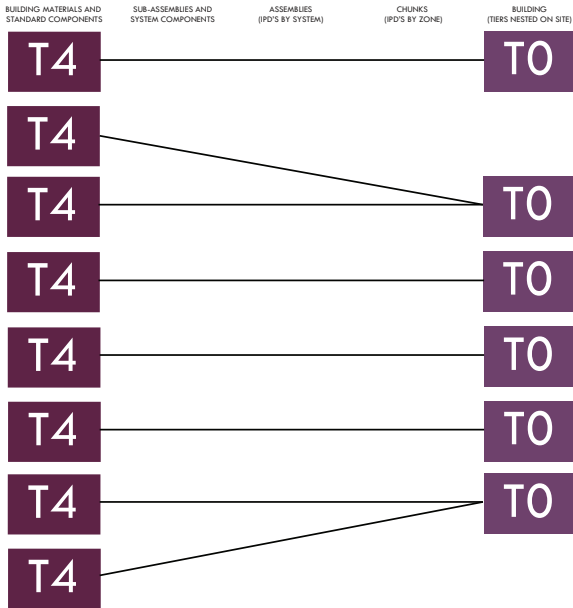 BUILDING MATERIALS AND
STANDARD COMPONENTS
SUB-ASSEMBLIES AND
SYSTEM COMPONENTS
ASSEMBLIES
(IPD'S BY SYSTEM)
CHUNKS
(IPD'S BY ZONE)
BUILDING
(TIERS NESTED ON SITE)
T4
T0
T4
T4
T0
T4
T0
T4
T0
T4
T0
T4
T0
T4